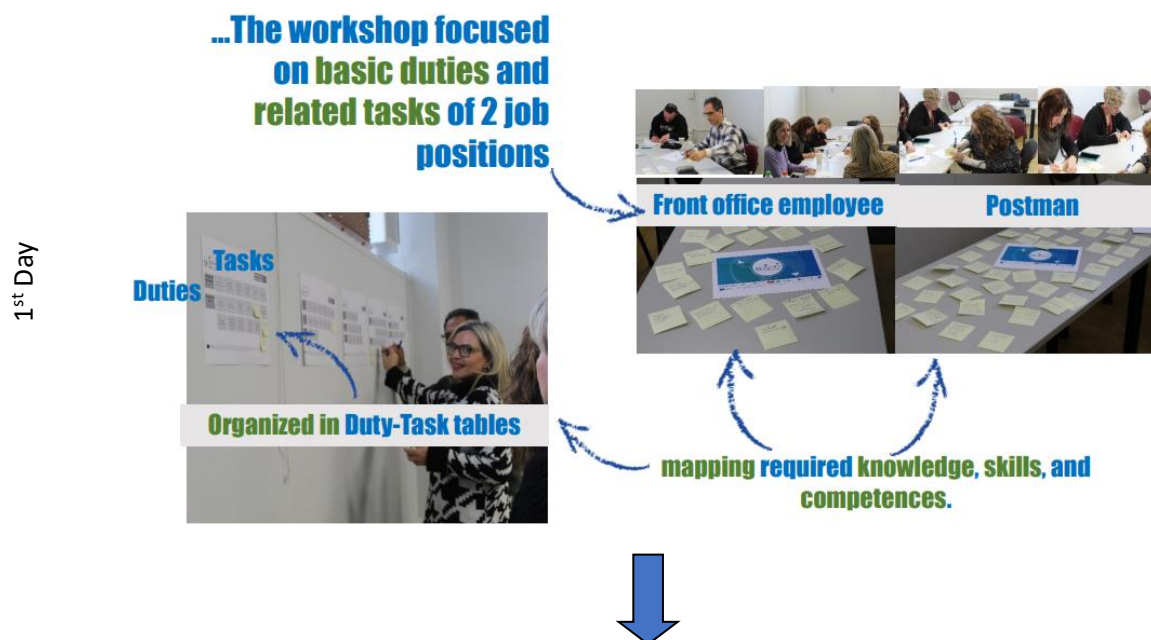 ...The workshop focused
on basic duties and
related tasks of 2 job
positions
1st Day
Front office employee
Postman
Tasks
Duties
Organized in Duty-Task tables
mapping required knowledge, skills, and
competences.